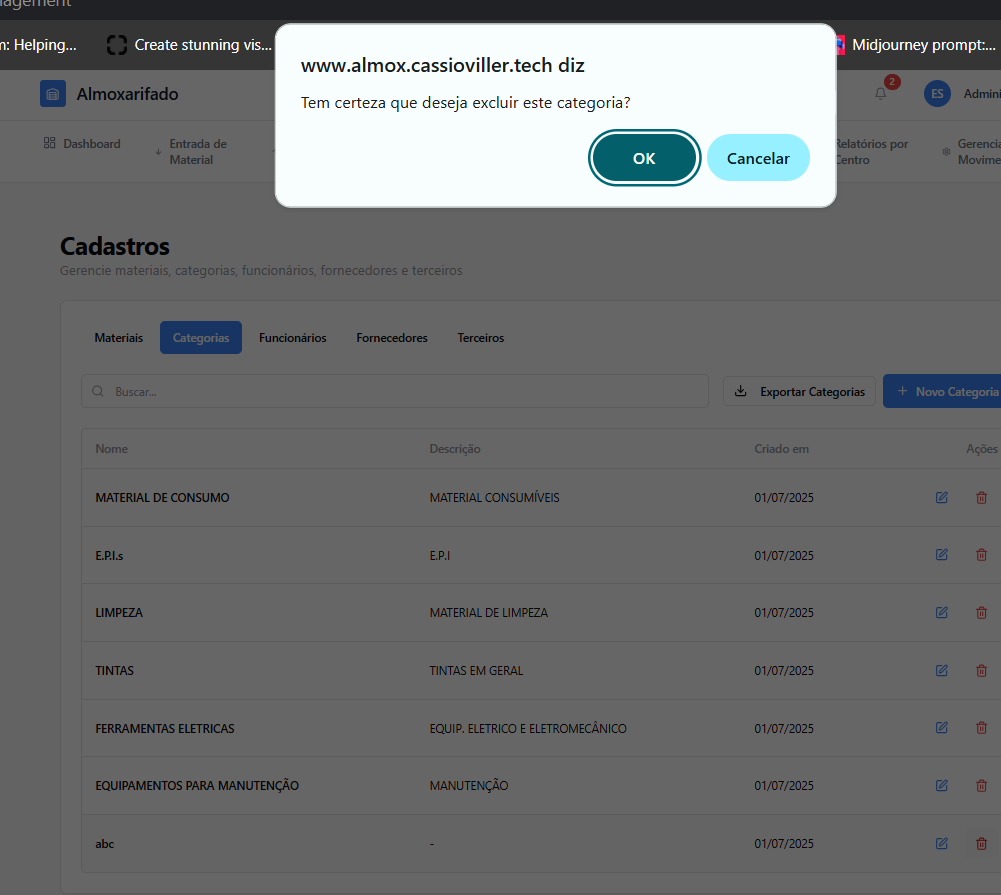 nagement
m: Helping...
Create stunning vis...
Midjourney prompt:...
www.almox.cassioviller.tech diz
Tem certeza que deseja excluir este categoria?
OK
Cancelar
Almoxarifado
2
ES
Admini
Dashboard
Entrada de
Material
Relatórios por
Centro
Gerencia
Movime
Cadastros
Gerencie materiais, categorias, funcionários, fornecedores e terceiros
Materiais
Categorias
Funcionários
Fornecedores
Terceiros
Buscar...
Exportar Categorias
Novo Categoria
Nome
Descrição
Criado em
Ações
MATERIAL DE CONSUMO
MATERIAL CONSUMÍVEIS
01/07/2025
E.P.I.s
E.P.I
01/07/2025
LIMPEZA
MATERIAL DE LIMPEZA
01/07/2025
TINTAS
TINTAS EM GERAL
01/07/2025
FERRAMENTAS ELETRICAS
EQUIP. ELETRICO E ELETROMECÂNICO
01/07/2025
EQUIPAMENTOS PARA MANUTENÇÃO
MANUTENÇÃO
01/07/2025
abc
-
01/07/2025